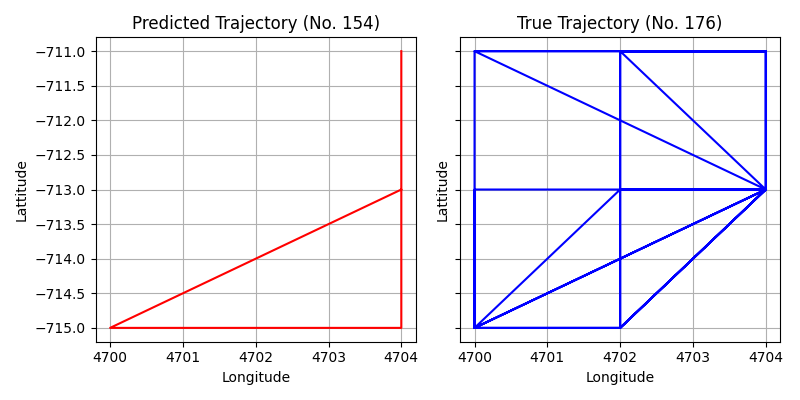 Predicted Trajectory (No. 154)
True Trajectory (No. 176)
−711.0
−711.5
−712.0
−712.5
−713.0
−713.5
−714.0
−714.5
−715.0
Lattitude
Lattitude
4700 4701 4702 4703 4704
4700 4701 4702 4703 4704
Longitude
Longitude